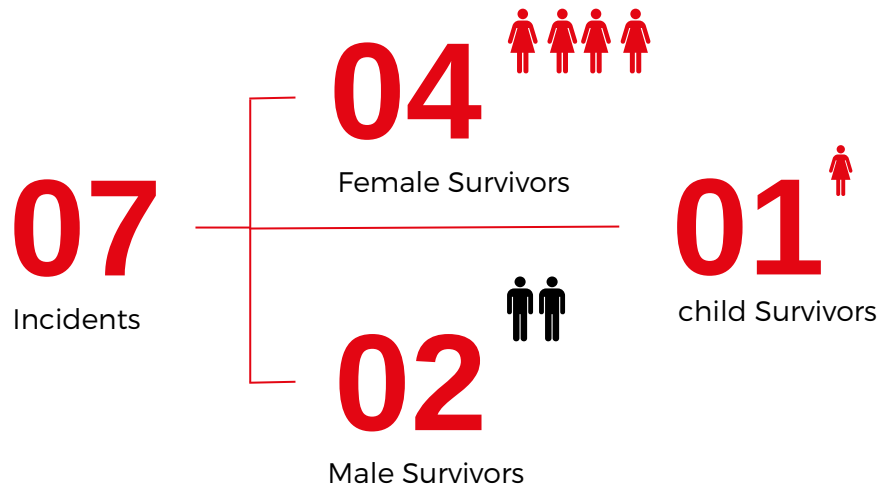 04
Female Survivors
07
Incidents
01
child Survivors
02
Male Survivors